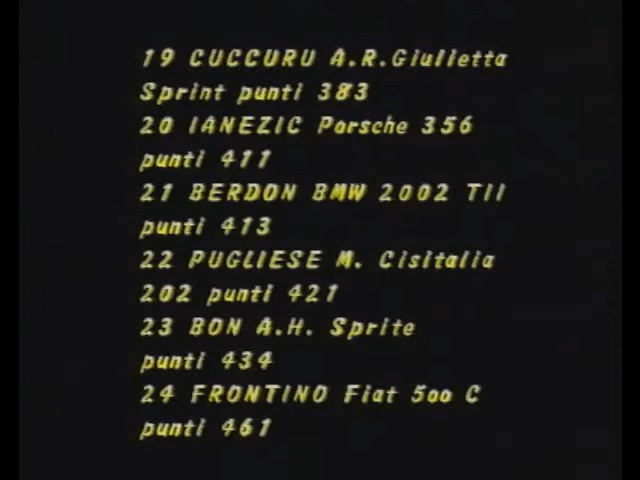 19 CUCCURU A.R.Giulietta
Sprint punti 383
20 IANEZIC Porsche 356
punti 411
21 BERDON BMW 2002 TII
punti 413
22 PUGLIESE M. Cisitalia
202 punti 421
23 BON A.H. Sprite
punti 434
24 FRONTINO Fiat 5oo C
punti 461